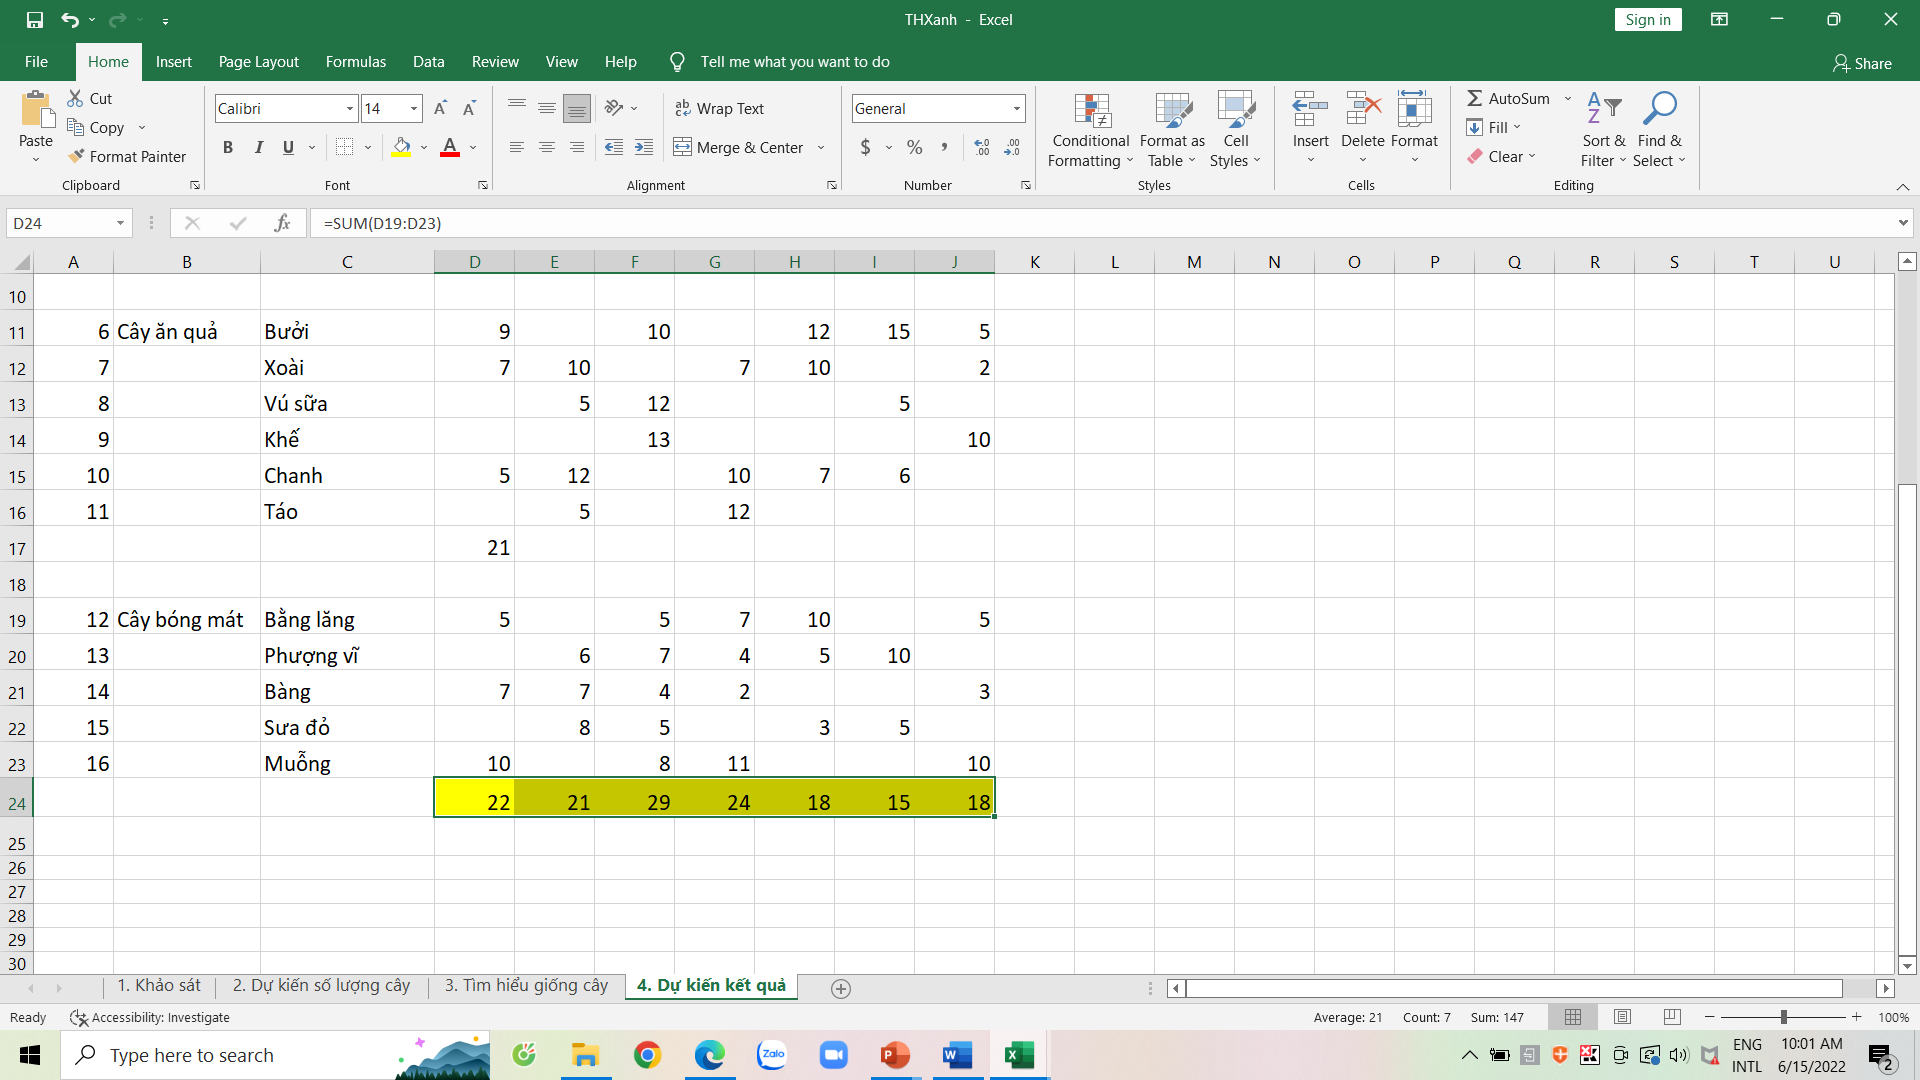 THXanh - Excel
Sign in
File Home Insert Page Layout Formulas Data Review View Help Tell me what you want to do Share
Paste
Cut
Copy
Format Painter
Clipboard
Calibri 14
B I U
Font
Wrap Text
Merge & Center
Alignment
General
$ % ,
Number
Conditional Formatting
Format as Table
Cell Styles
Styles
Insert Delete Format
Cells
AutoSum
Fill
Clear
Sort & Filter
Find & Select
Editing
D24 fx =SUM(D19:D23)
A B C D E F G H I J K L M N O P Q R S T U
10
11 6 Cây ăn quả Bưởi 9 10 12 15 5
12 7 Xoài 7 10 7 10 2
13 8 Vú sữa 5 12 5
14 9 Khế 13 10
15 10 Chanh 5 12 10 7 6
16 11 Táo 5 12
17 21
18
19 12 Cây bóng mát Bằng lăng 5 5 7 10 5
20 13 Phượng vĩ 6 7 4 5 10
21 14 Bàng 7 7 4 2 3
22 15 Sưa đỏ 8 5 3 5
23 16 Muỗng 10 8 11 10
24 22 21 29 24 18 15 18
25
26
27
28
29
30
1. Khảo sát 2. Dự kiến số lượng cây 3. Tìm hiểu giống cây 4. Dự kiến kết quả
Ready Accessibility: Investigate Average: 21 Count: 7 Sum: 147 100%
Type here to search
Zalo
ENG
INTL
10:01 AM
6/15/2022
2